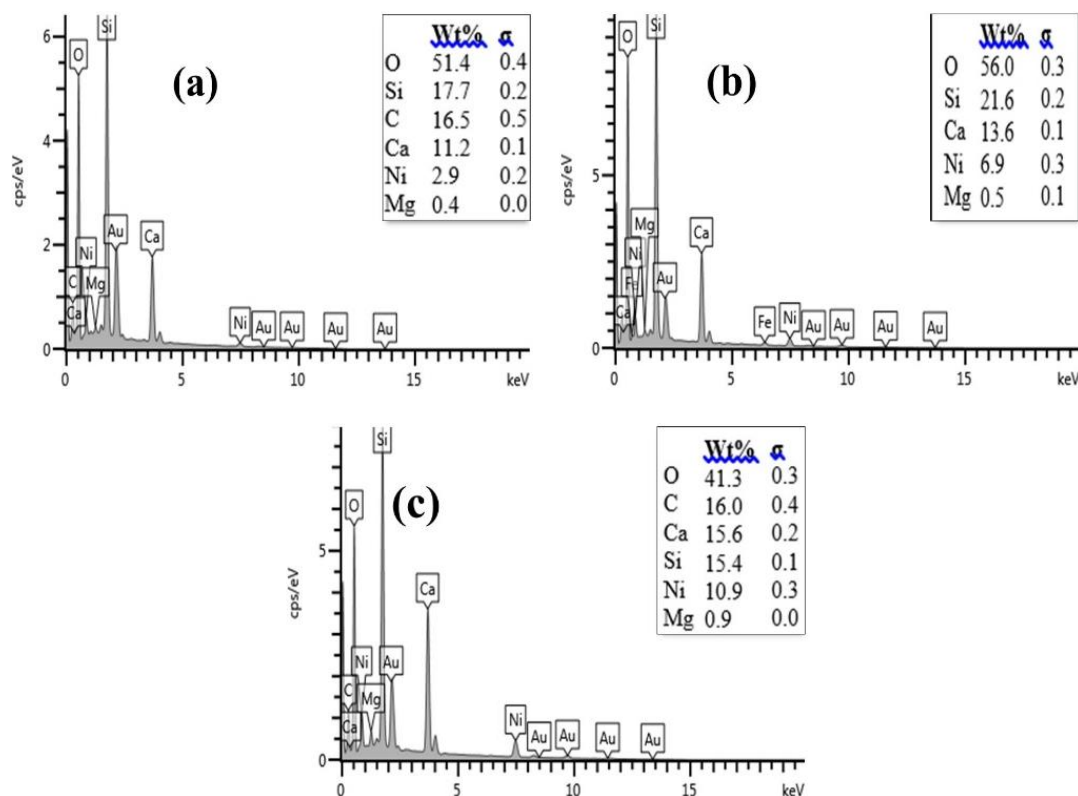 (a)
cps/eV
6
4
2
0
Si
O
Ni
Au
Ca
C
Mg
Ca
Ni
Au
Au
Au
Au
0
5
10
15
keV
Wt% σ
O 51.4 0.4
Si 17.7 0.2
C 16.5 0.5
Ca 11.2 0.1
Ni 2.9 0.2
Mg 0.4 0.0
(b)
cps/eV
5
0
Si
O
Mg
Ni
Au
Ca
Fe
Ca
Fe
Ni
Au
Au
Au
Au
0
5
10
15
keV
Wt% σ
O 56.0 0.3
Si 21.6 0.2
Ca 13.6 0.1
Ni 6.9 0.3
Mg 0.5 0.1
(c)
cps/eV
5
0
Si
O
Ca
Ni
Au
C
Mg
Ca
Ni
Au
Au
Au
Au
0
5
10
15
keV
Wt% σ
O 41.3 0.3
C 16.0 0.4
Ca 15.6 0.2
Si 15.4 0.1
Ni 10.9 0.3
Mg 0.9 0.0